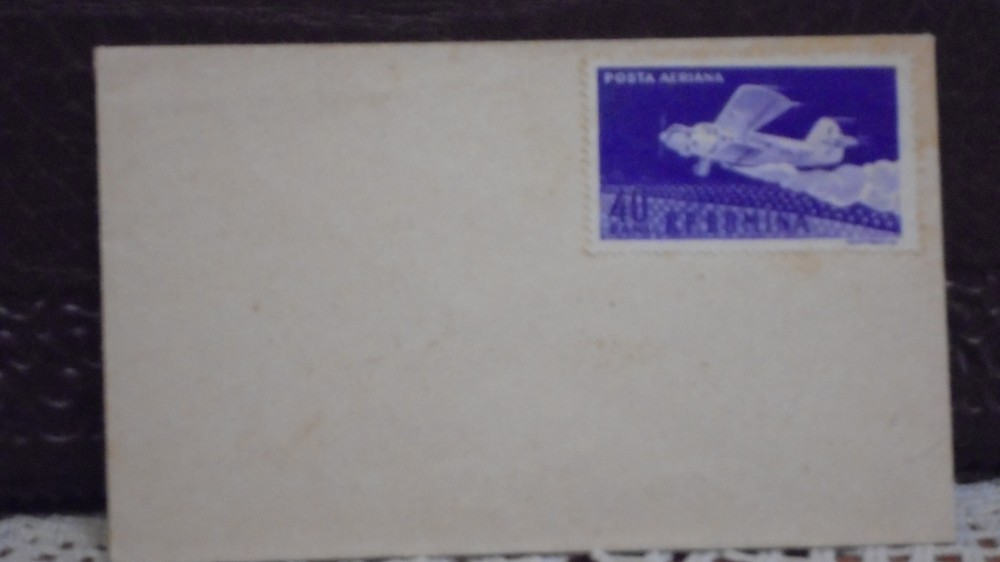 POSTA AERIANA
40
BANI R.P. ROMINA